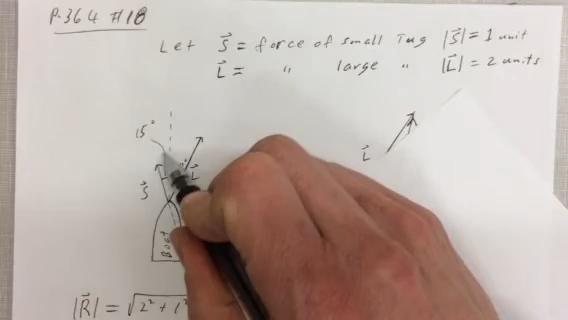 P.364 #18
Let S⃗ = force of small Tug |S⃗| = 1 unit
L⃗ = " large " |L⃗| = 2 units
15°
L⃗
L⃗
S⃗
Boat
|R⃗| = √2² + 1²